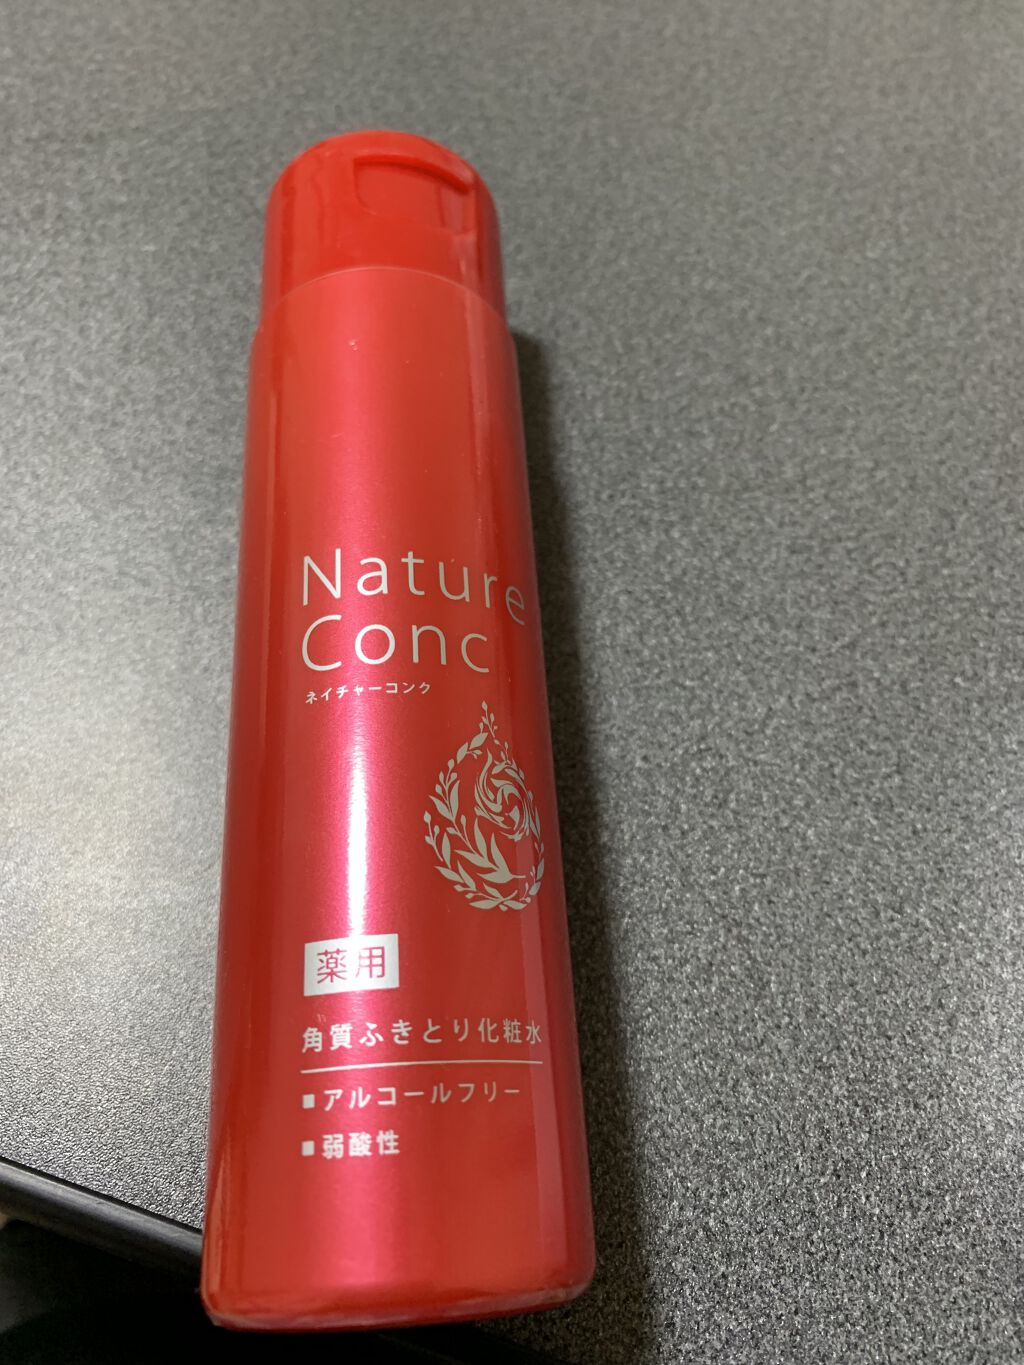 Nature
Conc
ネイチャーコンク
薬用
角質ふきとり化粧水
■アルコールフリー
■弱酸性